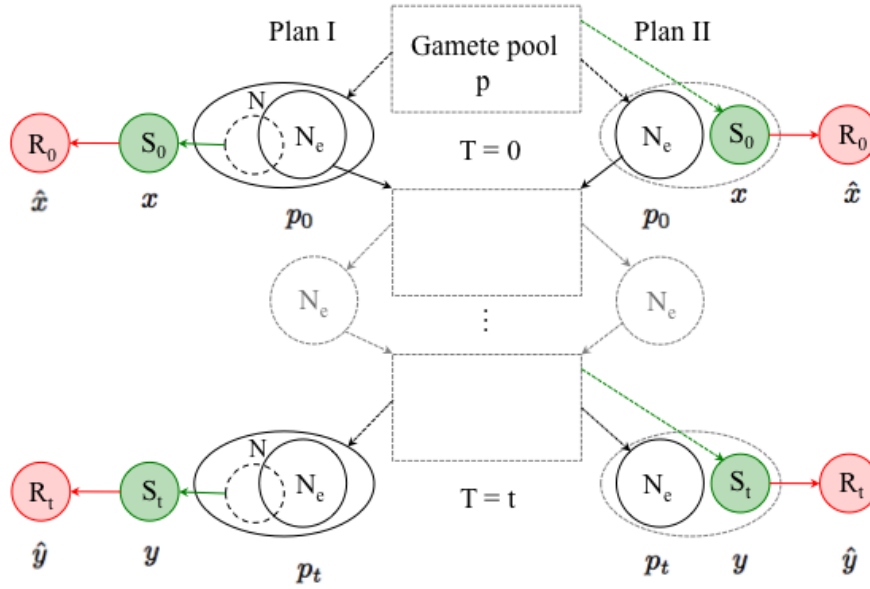 Plan I
Gamete pool
p
Plan II
R₀
S₀
N
Nₑ
T = 0
Nₑ
S₀
R₀
x̂
x
p₀
p₀
x
x̂
Nₑ
⋮
Nₑ
Rₜ
Sₜ
N
Nₑ
T = t
Nₑ
Sₜ
Rₜ
ŷ
y
pₜ
pₜ
y
ŷ